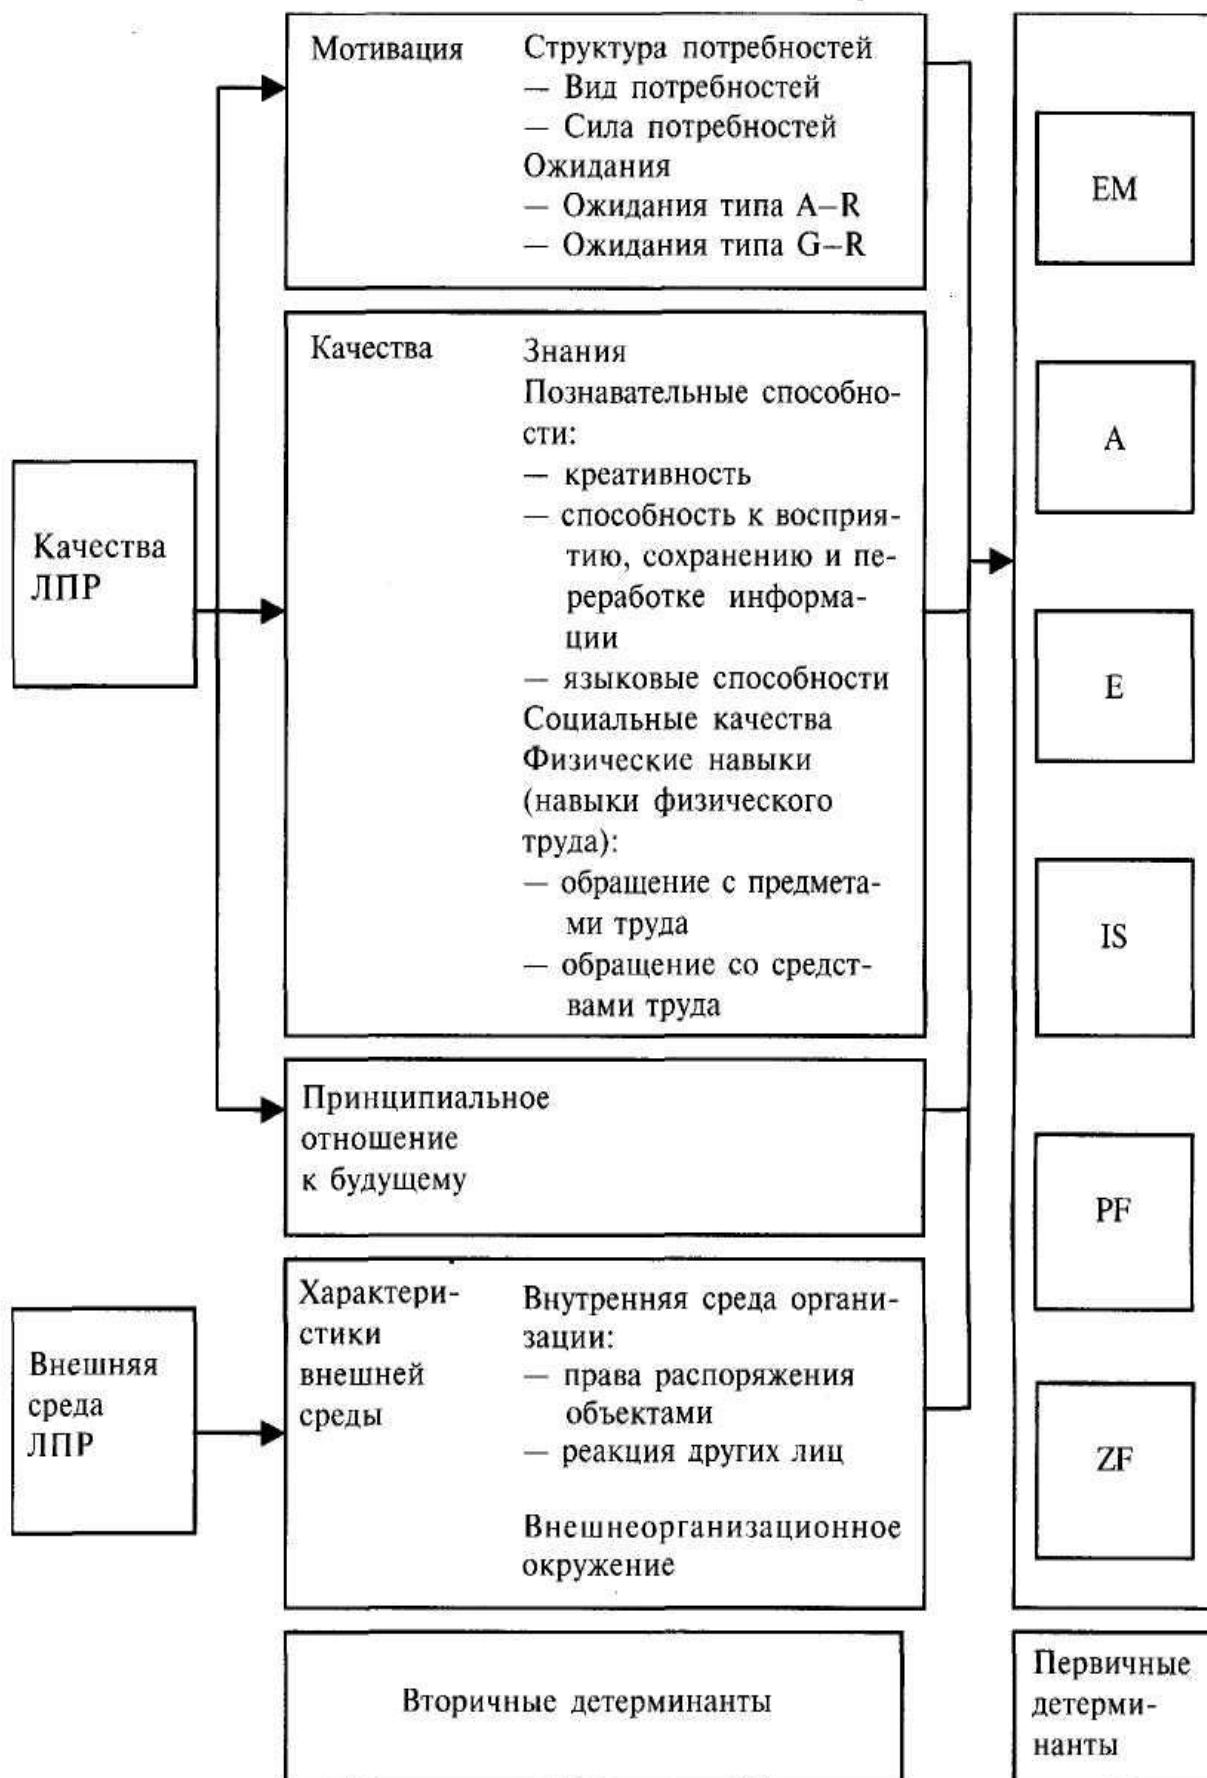 Мотивация
Структура потребностей
— Вид потребностей
— Сила потребностей
Ожидания
— Ожидания типа A–R
— Ожидания типа G–R
Качества
Знания
Познавательные способно-
сти:
— креативность
— способность к восприя-
тию, сохранению и пе-
реработке информа-
ции
— языковые способности
Социальные качества
Физические навыки
(навыки физического
труда):
— обращение с предмета-
ми труда
— обращение со средст-
вами труда
Качества
ЛПР
Принципиальное
отношение
к будущему
Внешняя
среда
ЛПР
Характери-
стики
внешней
среды
Внутренняя среда органи-
зации:
— права распоряжения
объектами
— реакция других лиц
Внешнеорганизационное
окружение
Вторичные детерминанты
EM
A
E
IS
PF
ZF
Первичные
детерми-
нанты